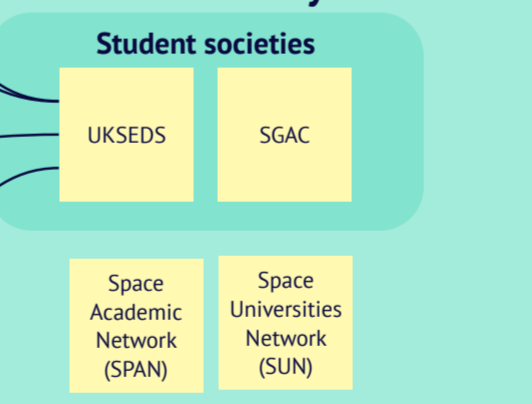 Student societies
UKSEDS
SGAC
Space
Academic
Network
(SPAN)
Space
Universities
Network
(SUN)